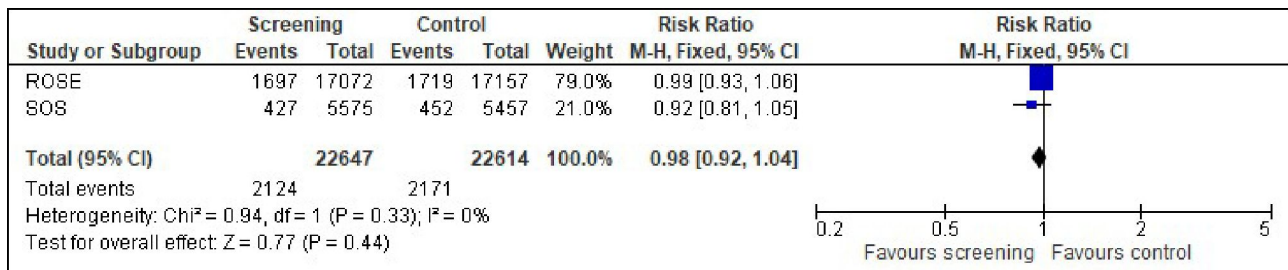 Screening Control Risk Ratio Risk Ratio
Study or Subgroup Events Total Events Total Weight M-H, Fixed, 95% CI M-H, Fixed, 95% CI
ROSE 1697 17072 1719 17157 79.0% 0.99 [0.93, 1.06]
SOS 427 5575 452 5457 21.0% 0.92 [0.81, 1.05]
Total (95% CI) 22647 22614 100.0% 0.98 [0.92, 1.04]
Total events 2124 2171
Heterogeneity: Chi² = 0.94, df = 1 (P = 0.33); I² = 0%
Test for overall effect: Z = 0.77 (P = 0.44)
0.2 0.5 1 2 5
Favours screening Favours control